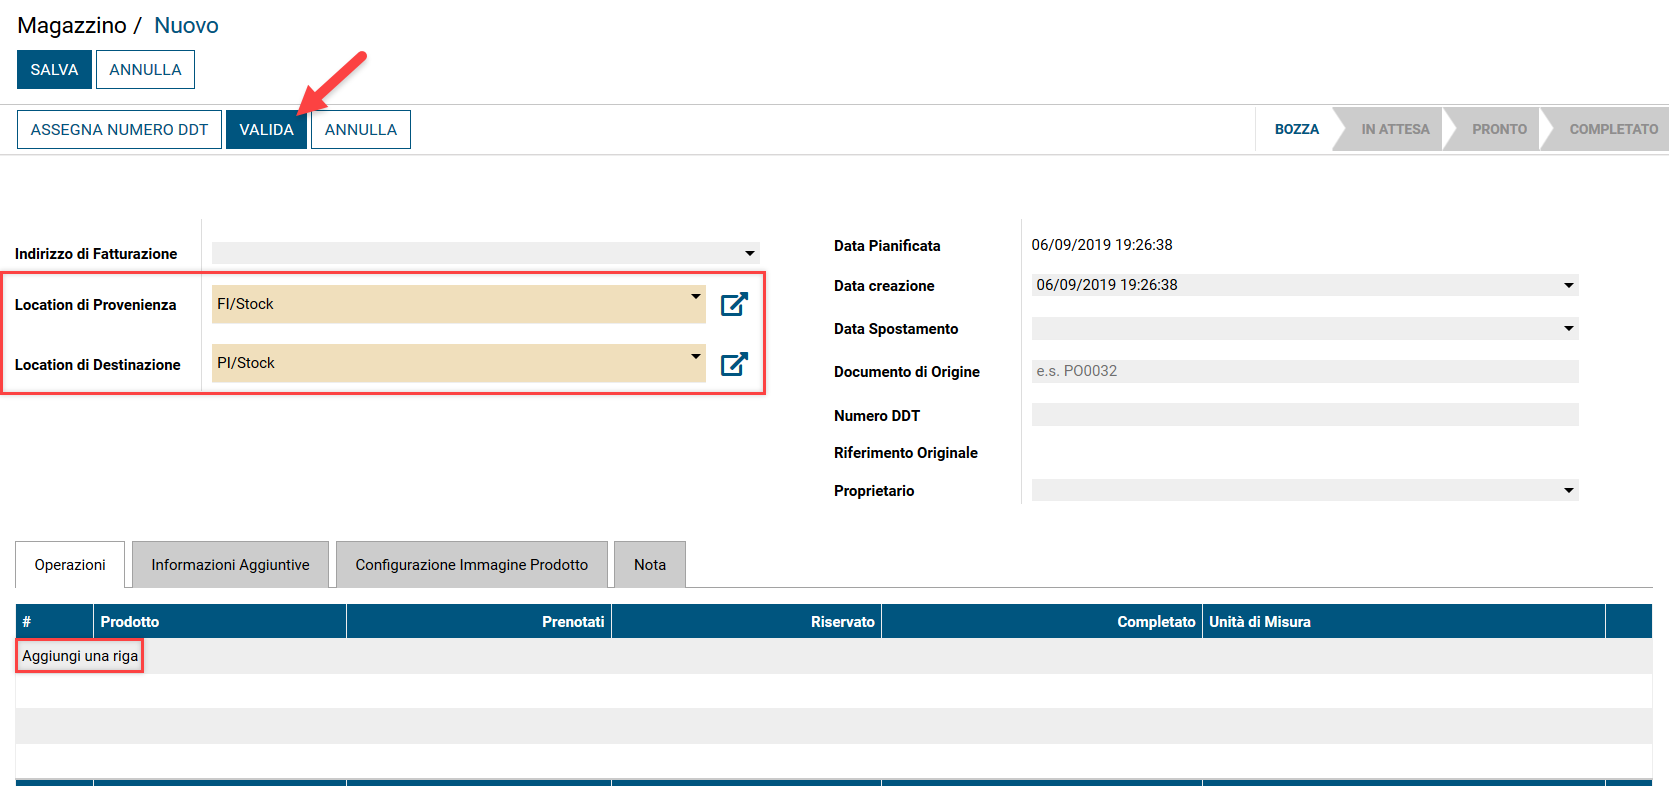 Magazzino / Nuovo
SALVA ANNULLA
ASSEGNA NUMERO DDT VALIDA ANNULLA BOZZA IN ATTESA PRONTO COMPLETATO
Indirizzo di Fatturazione
Location di Provenienza FI/Stock
Location di Destinazione PI/Stock
Data Pianificata 06/09/2019 19:26:38
Data creazione 06/09/2019 19:26:38
Data Spostamento
Documento di Origine e.s. PO0032
Numero DDT
Riferimento Originale
Proprietario
Operazioni Informazioni Aggiuntive Configurazione Immagine Prodotto Nota
# Prodotto Prenotati Riservato Completato Unità di Misura
Aggiungi una riga